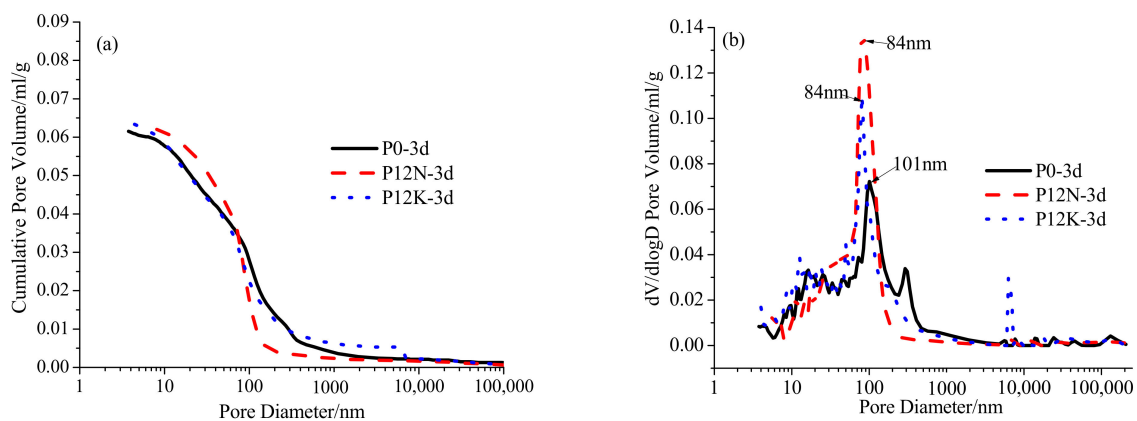 (a)
Cumulative Pore Volume/ml/g
0.09
0.08
0.07
0.06
0.05
0.04
0.03
0.02
0.01
0.00
P0-3d
P12N-3d
P12K-3d
10
100
1000
10,000
100,000
Pore Diameter/nm
(b)
dV/dlogD Pore Volume/ml/g
0.14
0.12
0.10
0.08
0.06
0.04
0.02
0.00
84nm
84nm
101nm
P0-3d
P12N-3d
P12K-3d
1
10
100
1000
10,000
100,000
Pore Diameter/nm